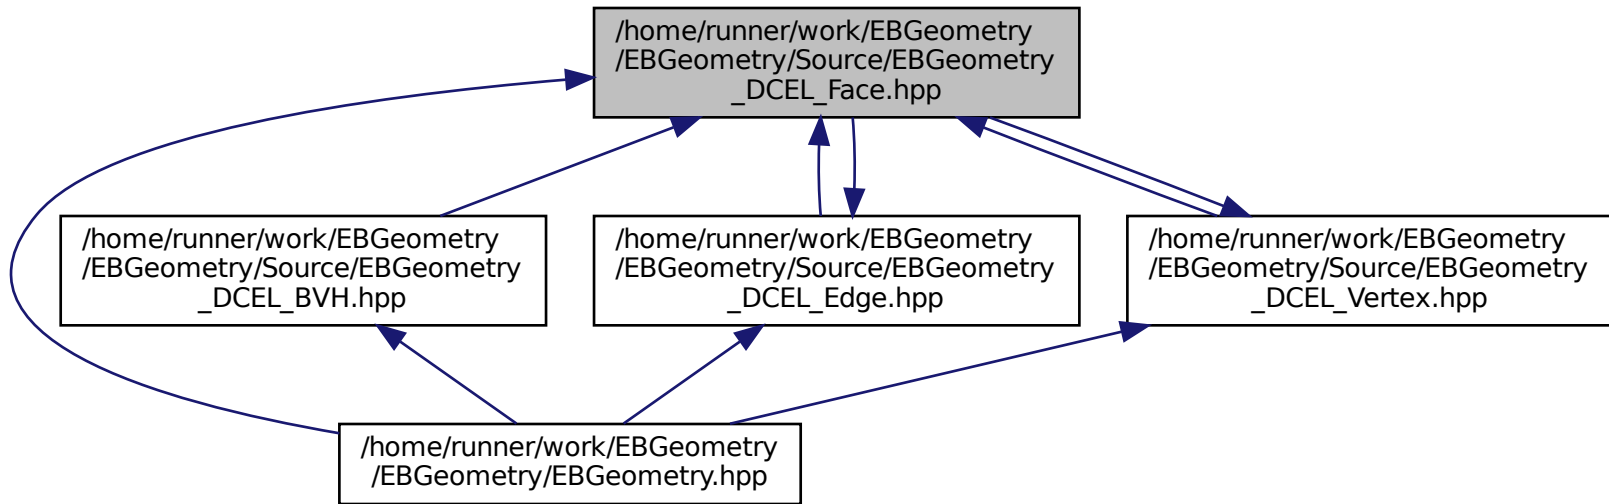 /home/runner/work/EBGeometry
/EBGeometry/Source/EBGeometry
_DCEL_Face.hpp
/home/runner/work/EBGeometry
/EBGeometry/Source/EBGeometry
_DCEL_BVH.hpp
/home/runner/work/EBGeometry
/EBGeometry/Source/EBGeometry
_DCEL_Edge.hpp
/home/runner/work/EBGeometry
/EBGeometry/Source/EBGeometry
_DCEL_Vertex.hpp
/home/runner/work/EBGeometry
/EBGeometry/EBGeometry.hpp